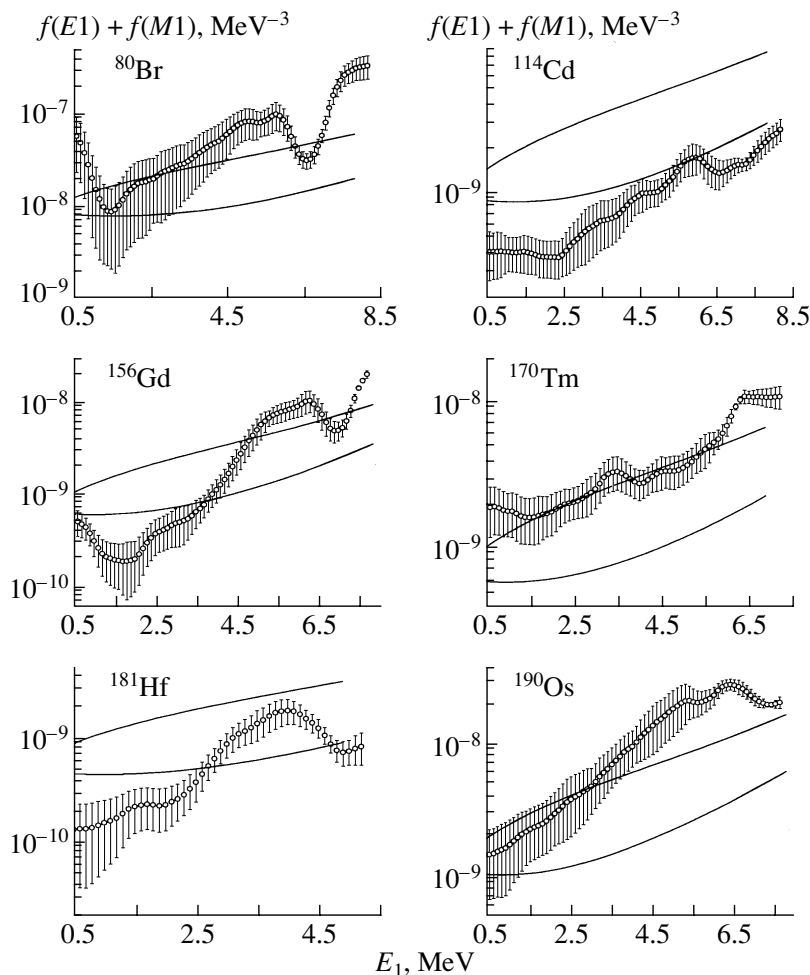 f(E1) + f(M1), MeV⁻³ f(E1) + f(M1), MeV⁻³
⁸⁰Br ¹¹⁴Cd
10⁻⁷
10⁻⁸ 10⁻⁹
10⁻⁹
0.5 4.5 8.5 0.5 2.5 4.5 6.5 8.5
¹⁵⁶Gd ¹⁷⁰Tm
10⁻⁸ 10⁻⁸
10⁻⁹ 10⁻⁹
10⁻¹⁰
0.5 2.5 4.5 6.5 0.5 2.5 4.5 6.5
¹⁸¹Hf ¹⁹⁰Os
10⁻⁹ 10⁻⁸
10⁻¹⁰ 10⁻⁹
0.5 2.5 4.5 0.5 2.5 4.5 6.5
E₁, MeV